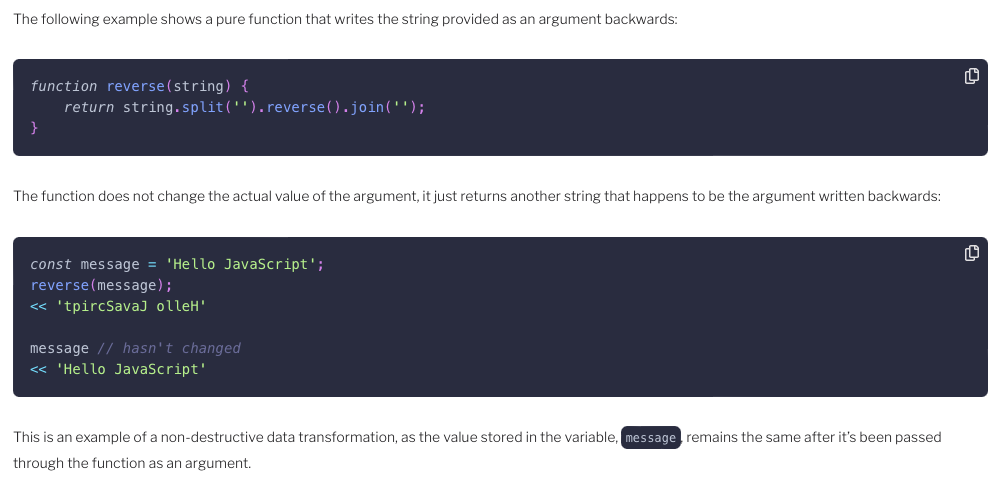 The following example shows a pure function that writes the string provided as an argument backwards:
function reverse(string) {
    return string.split('').reverse().join('');
}
The function does not change the actual value of the argument, it just returns another string that happens to be the argument written backwards:
const message = 'Hello JavaScript';
reverse(message);
<< 'tpircSavaJ olleH'
message // hasn't changed
<< 'Hello JavaScript'
This is an example of a non-destructive data transformation, as the value stored in the variable, message, remains the same after it’s been passed
through the function as an argument.